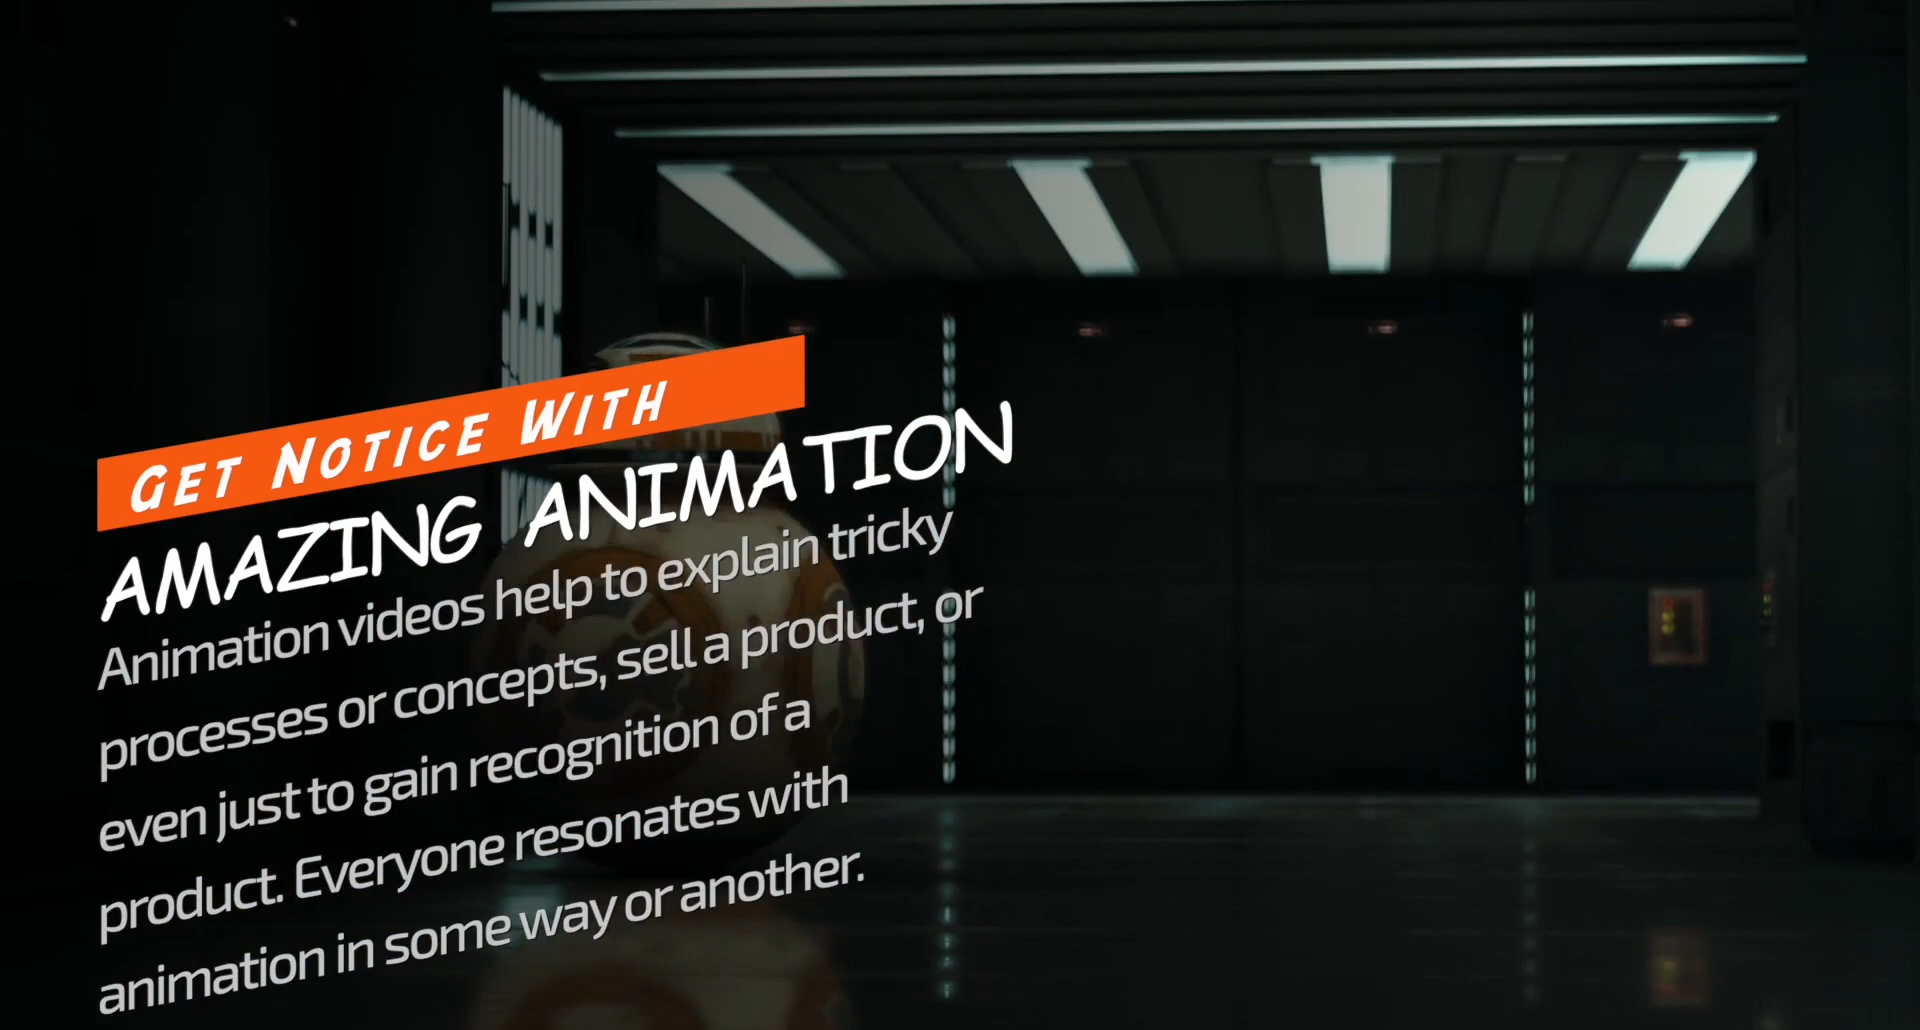 Get Notice With
AMAZING ANIMATION
Animation videos help to explain tricky
processes or concepts, sell a product, or
even just to gain recognition of a
product. Everyone resonates with
animation in some way or another.